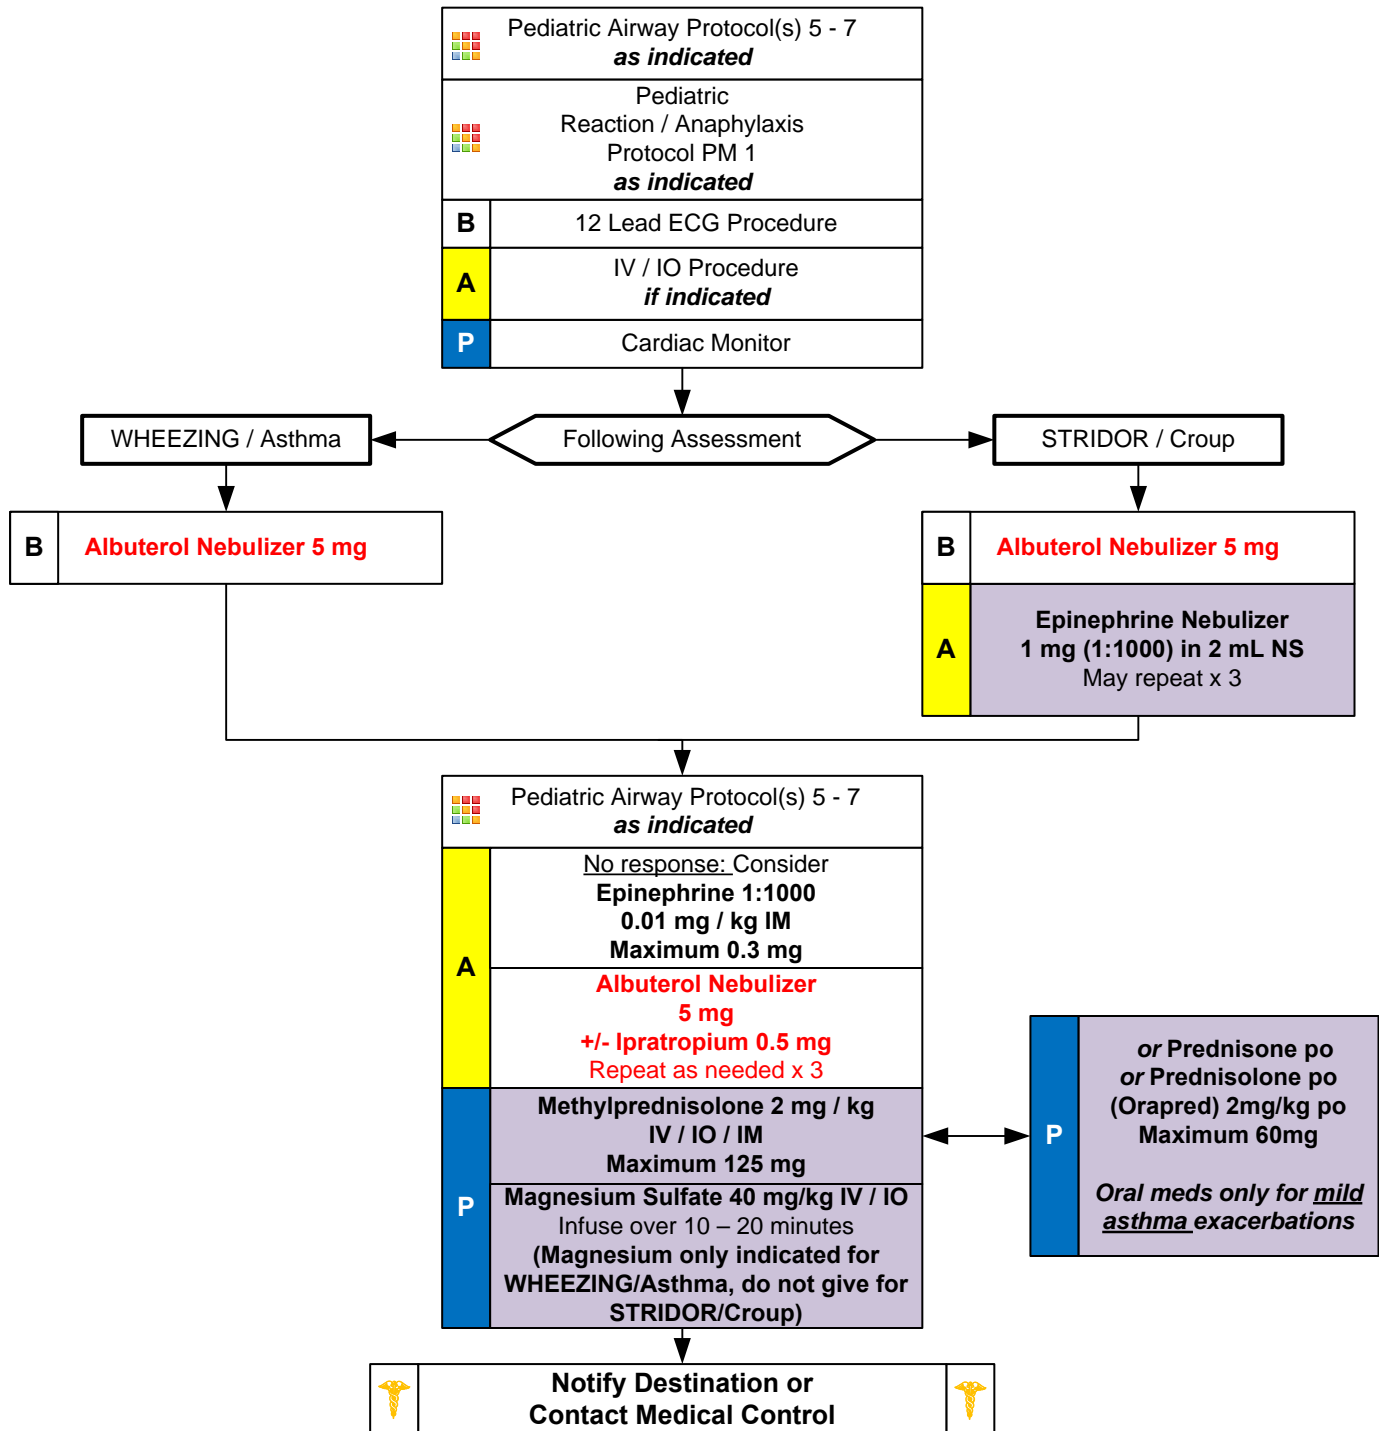 Pediatric Airway Protocol(s) 5 - 7
as indicated
Pediatric
Reaction / Anaphylaxis
Protocol PM 1
as indicated
B
12 Lead ECG Procedure
A
IV / IO Procedure
if indicated
P
Cardiac Monitor
WHEEZING / Asthma
Following Assessment
STRIDOR / Croup
B
Albuterol Nebulizer 5 mg
B
Albuterol Nebulizer 5 mg
A
Epinephrine Nebulizer
1 mg (1:1000) in 2 mL NS
May repeat x 3
Pediatric Airway Protocol(s) 5 - 7
as indicated
A
No response: Consider
Epinephrine 1:1000
0.01 mg / kg IM
Maximum 0.3 mg
Albuterol Nebulizer
5 mg
+/- Ipratropium 0.5 mg
Repeat as needed x 3
P
Methylprednisolone 2 mg / kg
IV / IO / IM
Maximum 125 mg
Magnesium Sulfate 40 mg/kg IV / IO
Infuse over 10 – 20 minutes
(Magnesium only indicated for
WHEEZING/Asthma, do not give for
STRIDOR/Croup)
P
or Prednisone po
or Prednisolone po
(Orapred) 2mg/kg po
Maximum 60mg
Oral meds only for mild
asthma exacerbations
Notify Destination or
Contact Medical Control